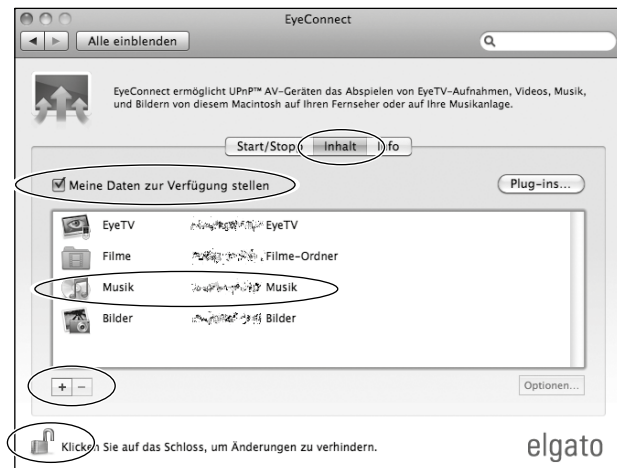 EyeConnect
Alle einblenden
EyeConnect ermöglicht UPnP™ AV-Geräten das Abspielen von EyeTV-Aufnahmen, Videos, Musik,
und Bildern von diesem Macintosh auf Ihren Fernseher oder auf Ihre Musikanlage.
Start/Stopp Inhalt Info
Meine Daten zur Verfügung stellen Plug-ins...
EyeTV EyeTV
Filme Filme-Ordner
Musik Musik
Bilder Bilder
+ − Optionen...
Klicken Sie auf das Schloss, um Änderungen zu verhindern. elgato